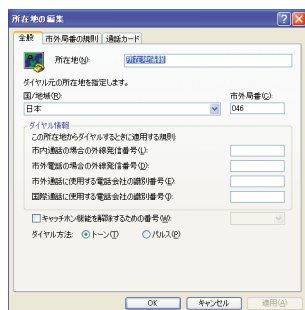 所在地の編集
全般 市外局番の規則 通話カード
所在地(N): 所在地情報
ダイヤル元の所在地を指定します。
国/地域(R): 市外局番(C):
日本 046
ダイヤル情報
この所在地からダイヤルするときに適用する規則:
市内通話の場合の外線発信番号(L):
市外電話の場合の外線発信番号(D):
市外通話に使用する電話会社の識別番号(E):
国際通話に使用する電話会社の識別番号(I):
キャッチホン機能を解除するための番号(W):
ダイヤル方法: トーン(T) パルス(P)
OK キャンセル 適用(A)